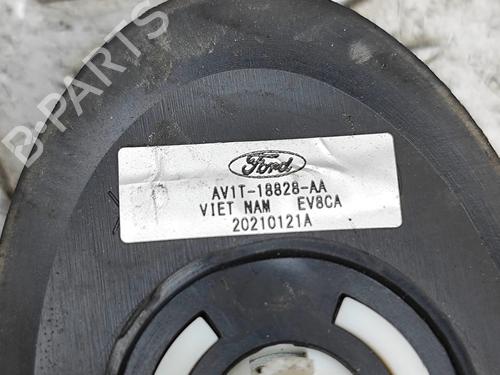 B-PARTS
Ford
AV1T-18828-AA
VIET NAM EV8CA
20210121A